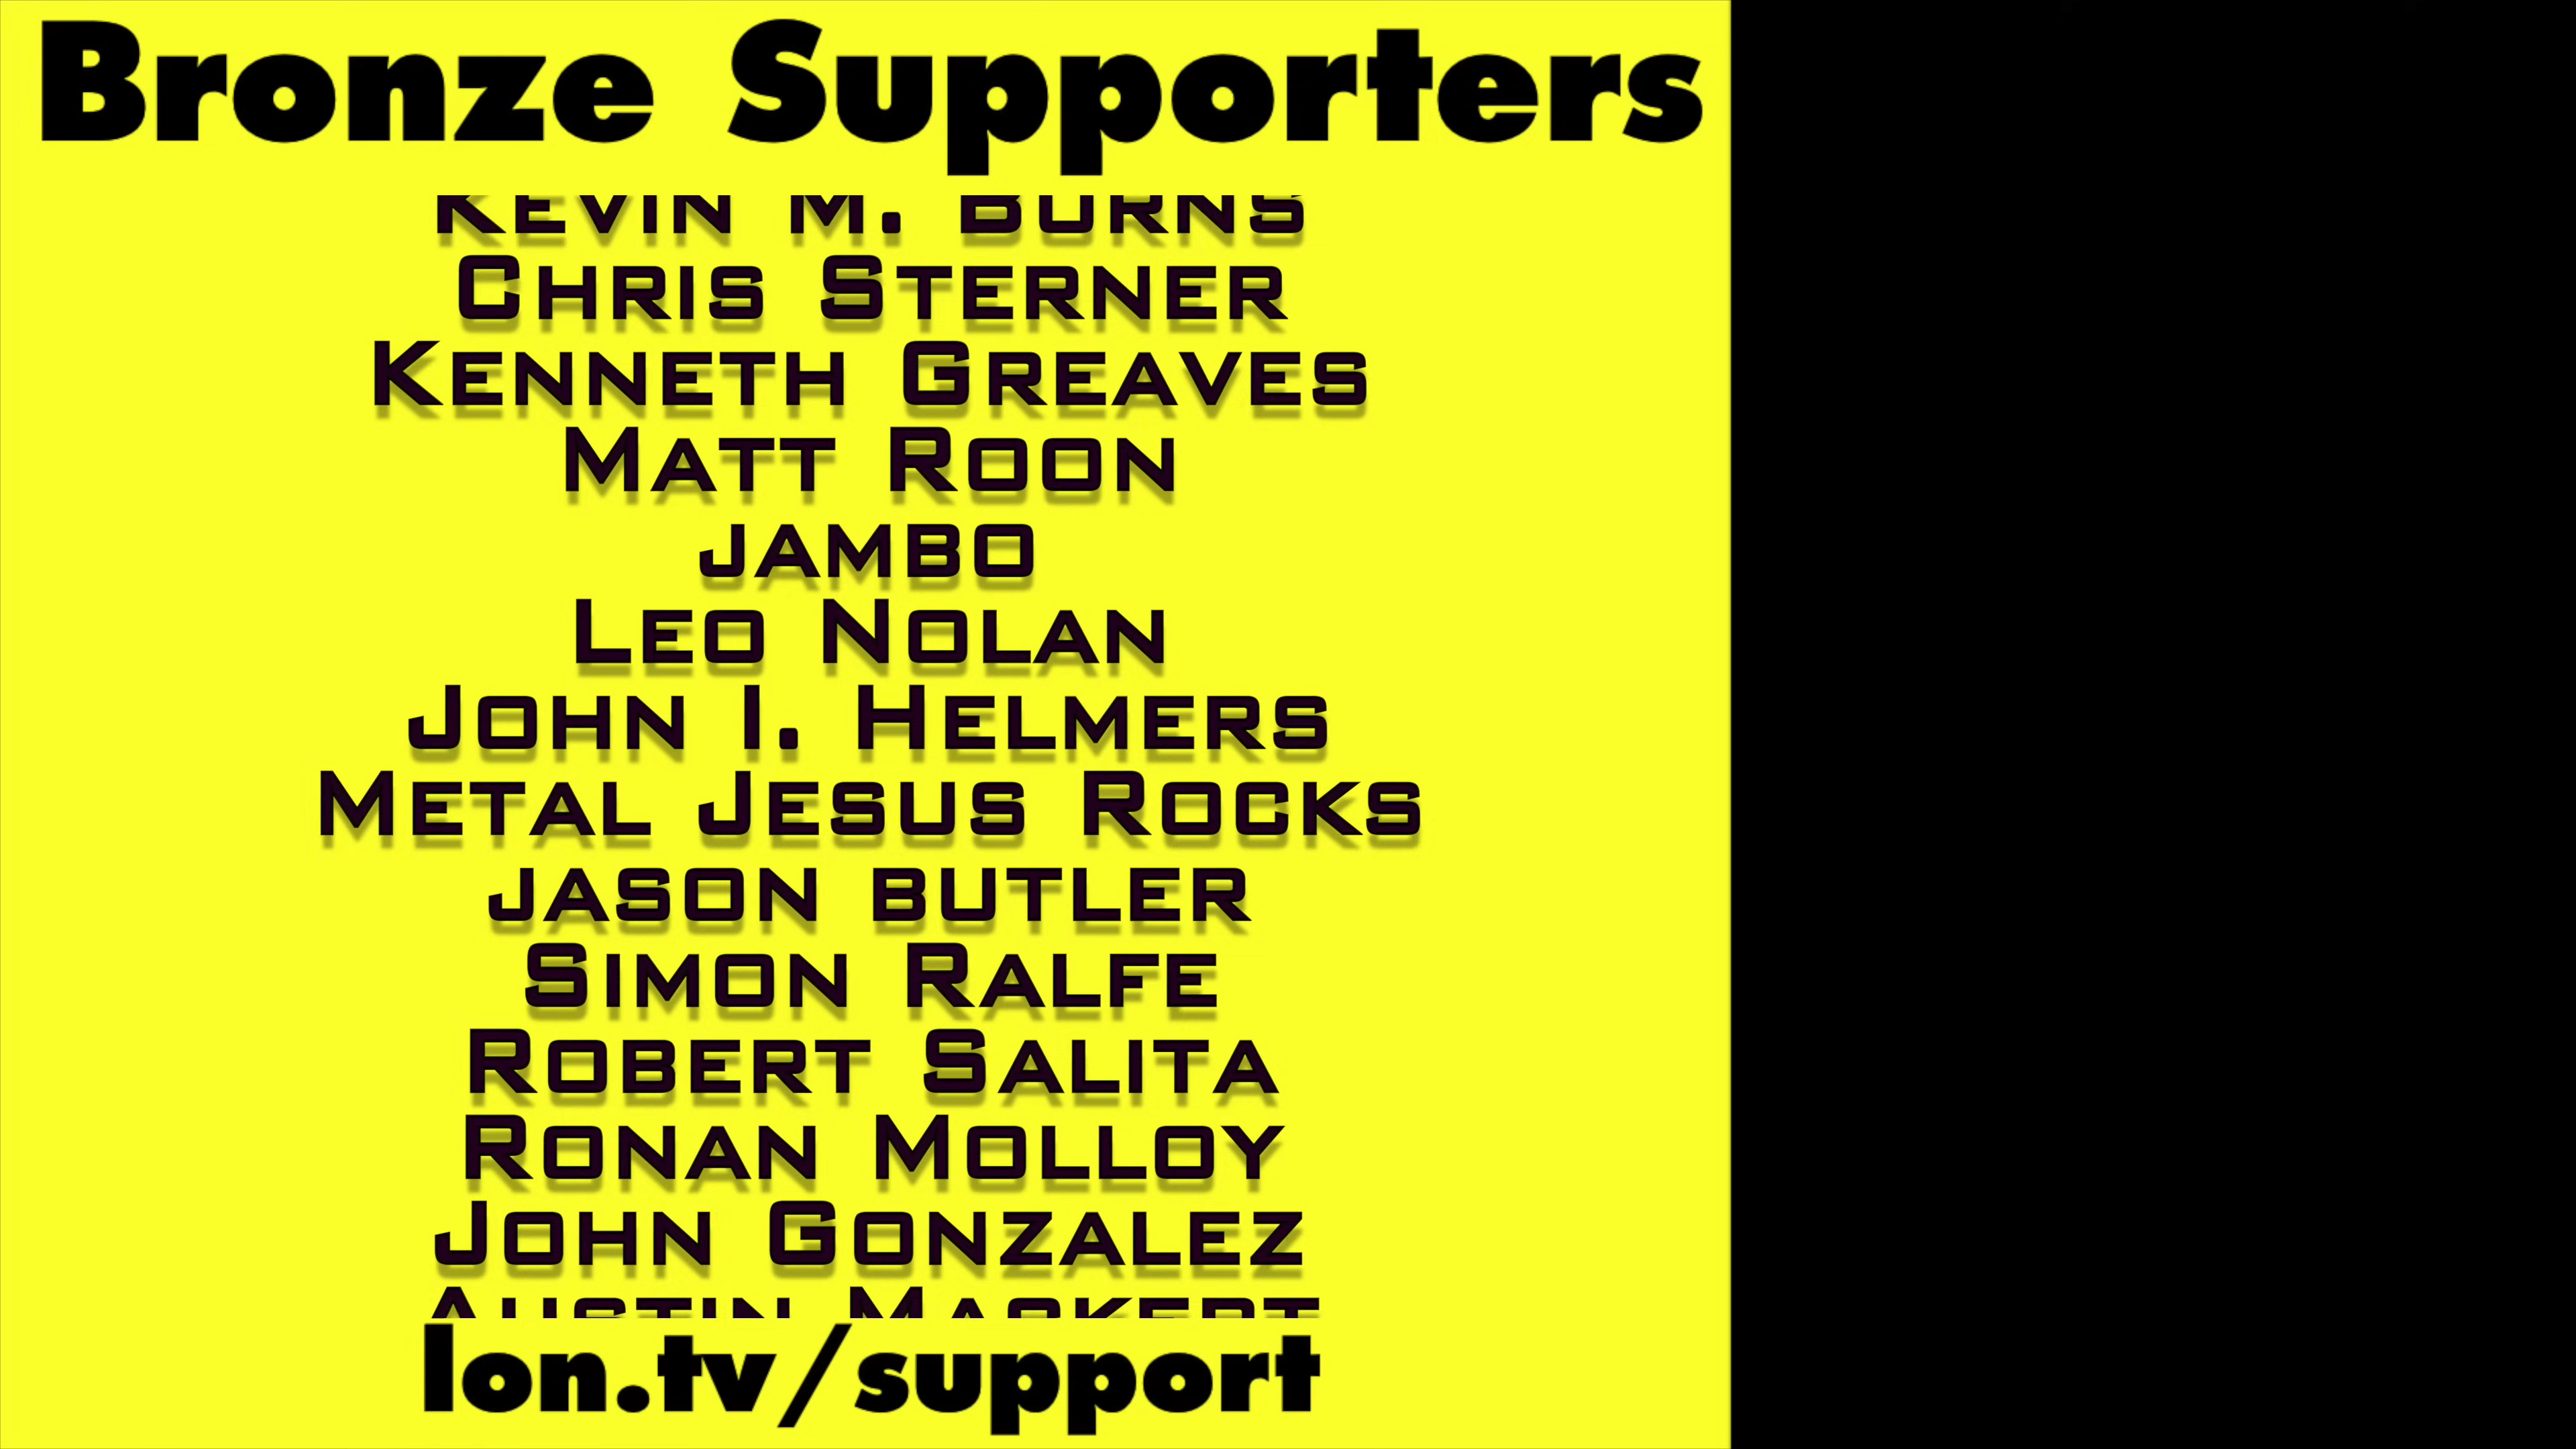 Bronze Supporters
Kevin M. Burns
Chris Sterner
Kenneth Greaves
Matt Roon
jambo
Leo Nolan
John I. Helmers
Metal Jesus Rocks
jason butler
Simon Ralfe
Robert Salita
Ronan Molloy
John Gonzalez
Austin
lon.tv/support